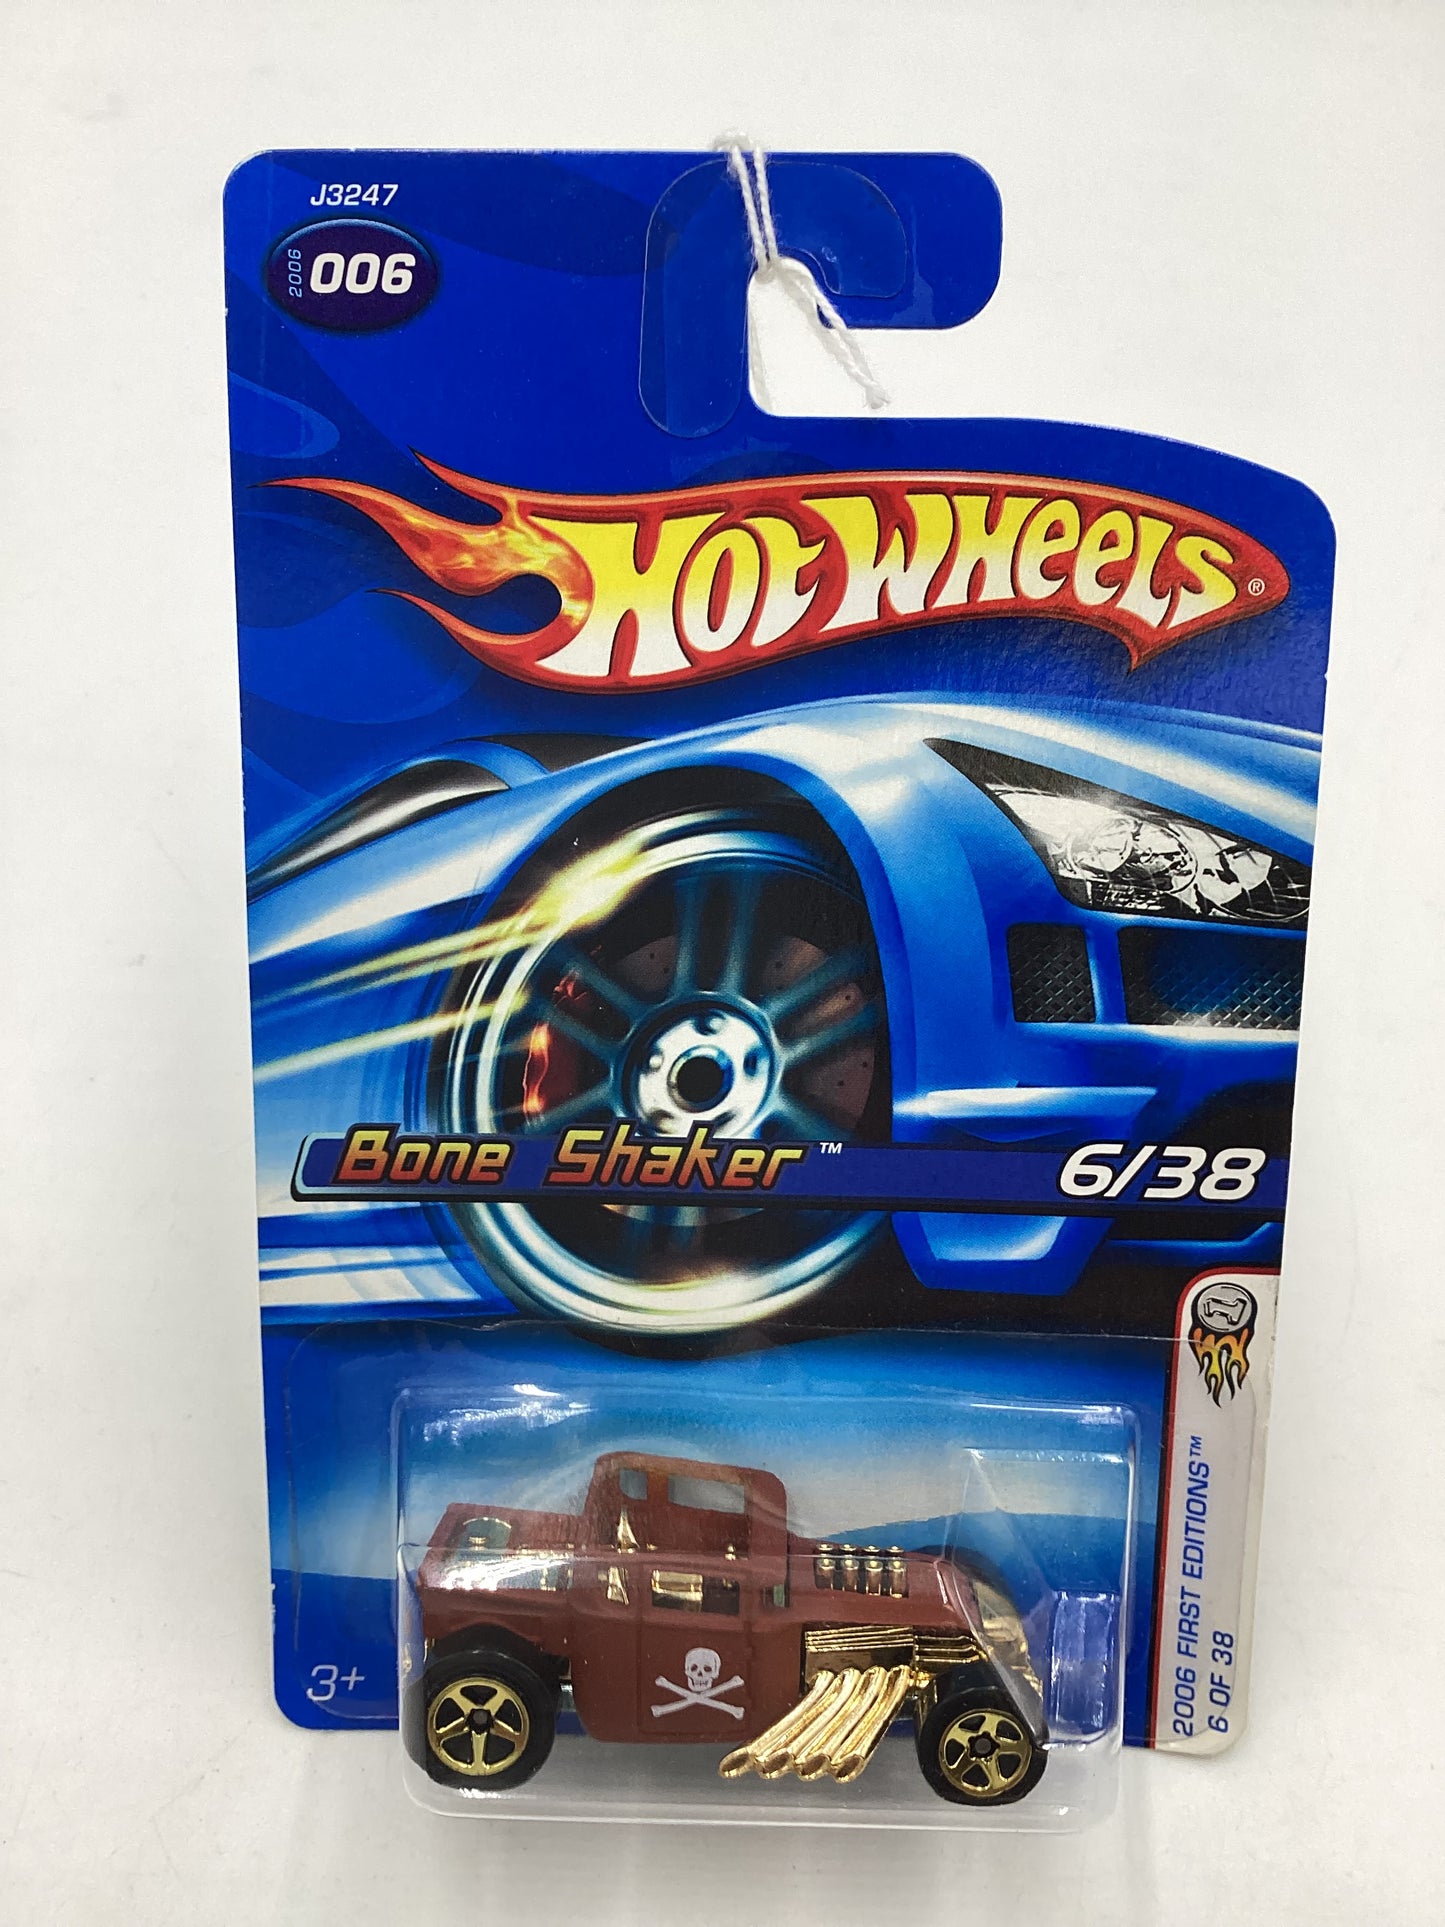 J3247
2006
006
HOT WHEELS®
Bone Shaker™
6/38
2006 FIRST EDITIONS™
6 OF 38
3+